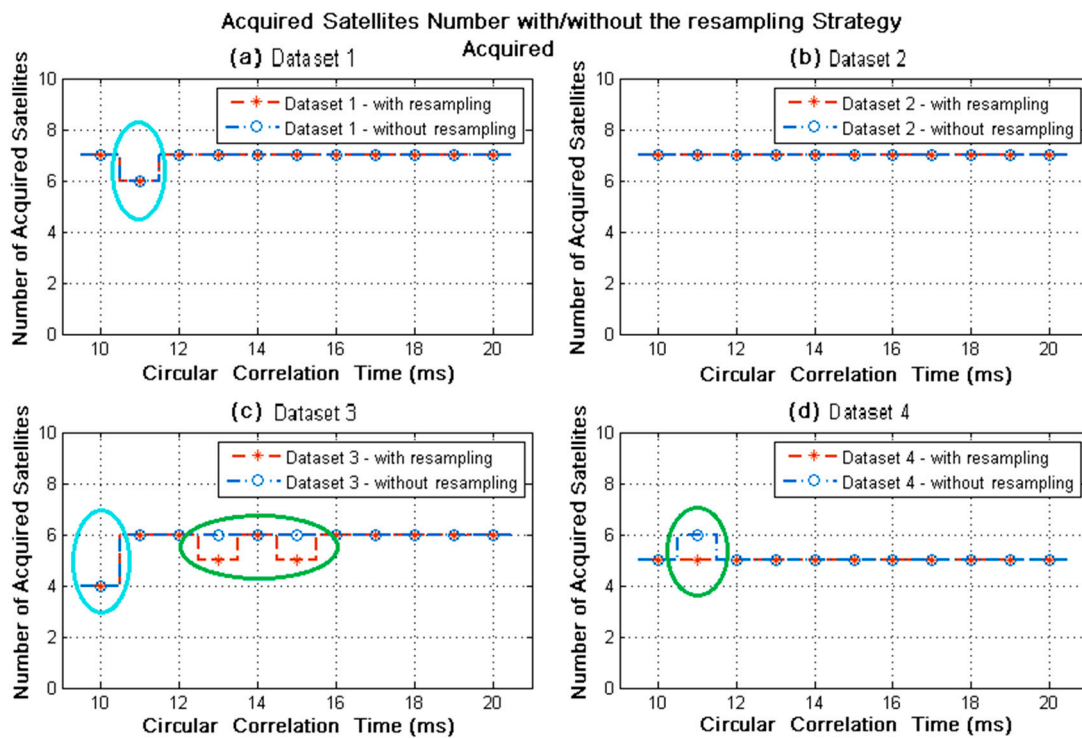 Acquired Satellites Number with/without the resampling Strategy
Acquired
(a) Dataset 1
Number of Acquired Satellites
10
8
6
4
2
0
Dataset 1 - with resampling
Dataset 1 - without resampling
10 12 14 16 18 20
Circular Correlation Time (ms)
(b) Dataset 2
Number of Acquired Satellites
10
8
6
4
2
0
Dataset 2 - with resampling
Dataset 2 - without resampling
10 12 14 16 18 20
Circular Correlation Time (ms)
(c) Dataset 3
Number of Acquired Satellites
10
8
6
4
2
0
Dataset 3 - with resampling
Dataset 3 - without resampling
10 12 14 16 18 20
Circular Correlation Time (ms)
(d) Dataset 4
Number of Acquired Satellites
10
8
6
4
2
0
Dataset 4 - with resampling
Dataset 4 - without resampling
10 12 14 16 18 20
Circular Correlation Time (ms)